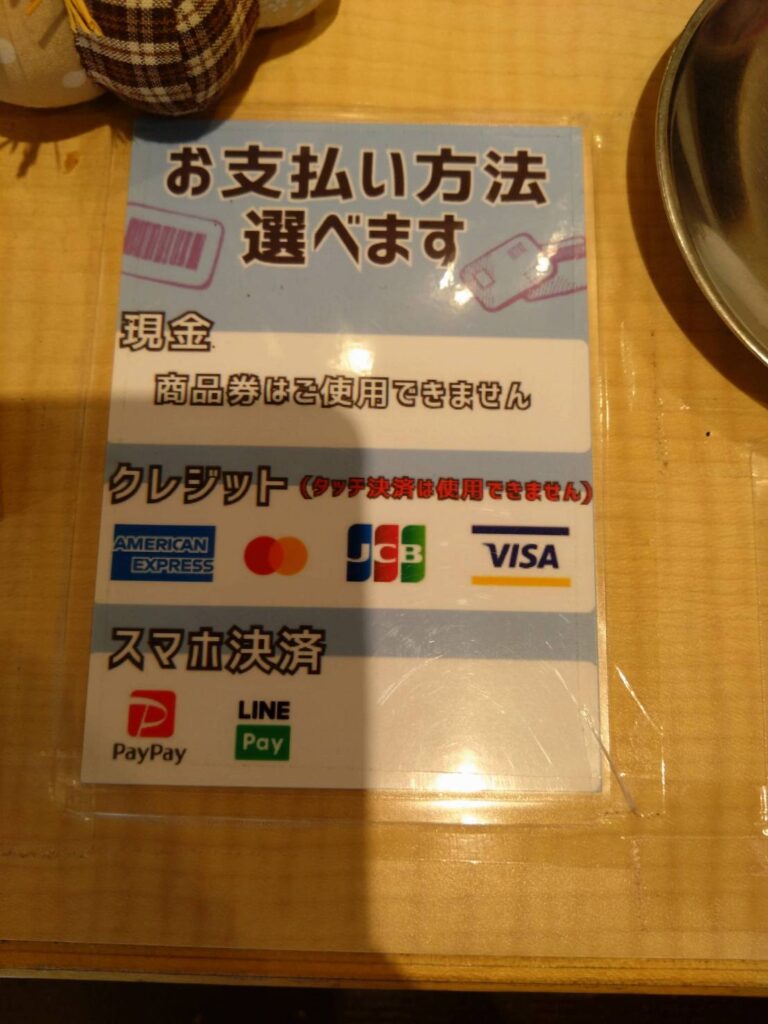 お支払い方法
選べます
現金
商品券はご使用できません
クレジット(タッチ決済は使用できません)
AMERICAN EXPRESS
JCB
VISA
スマホ決済
PayPay
LINE Pay